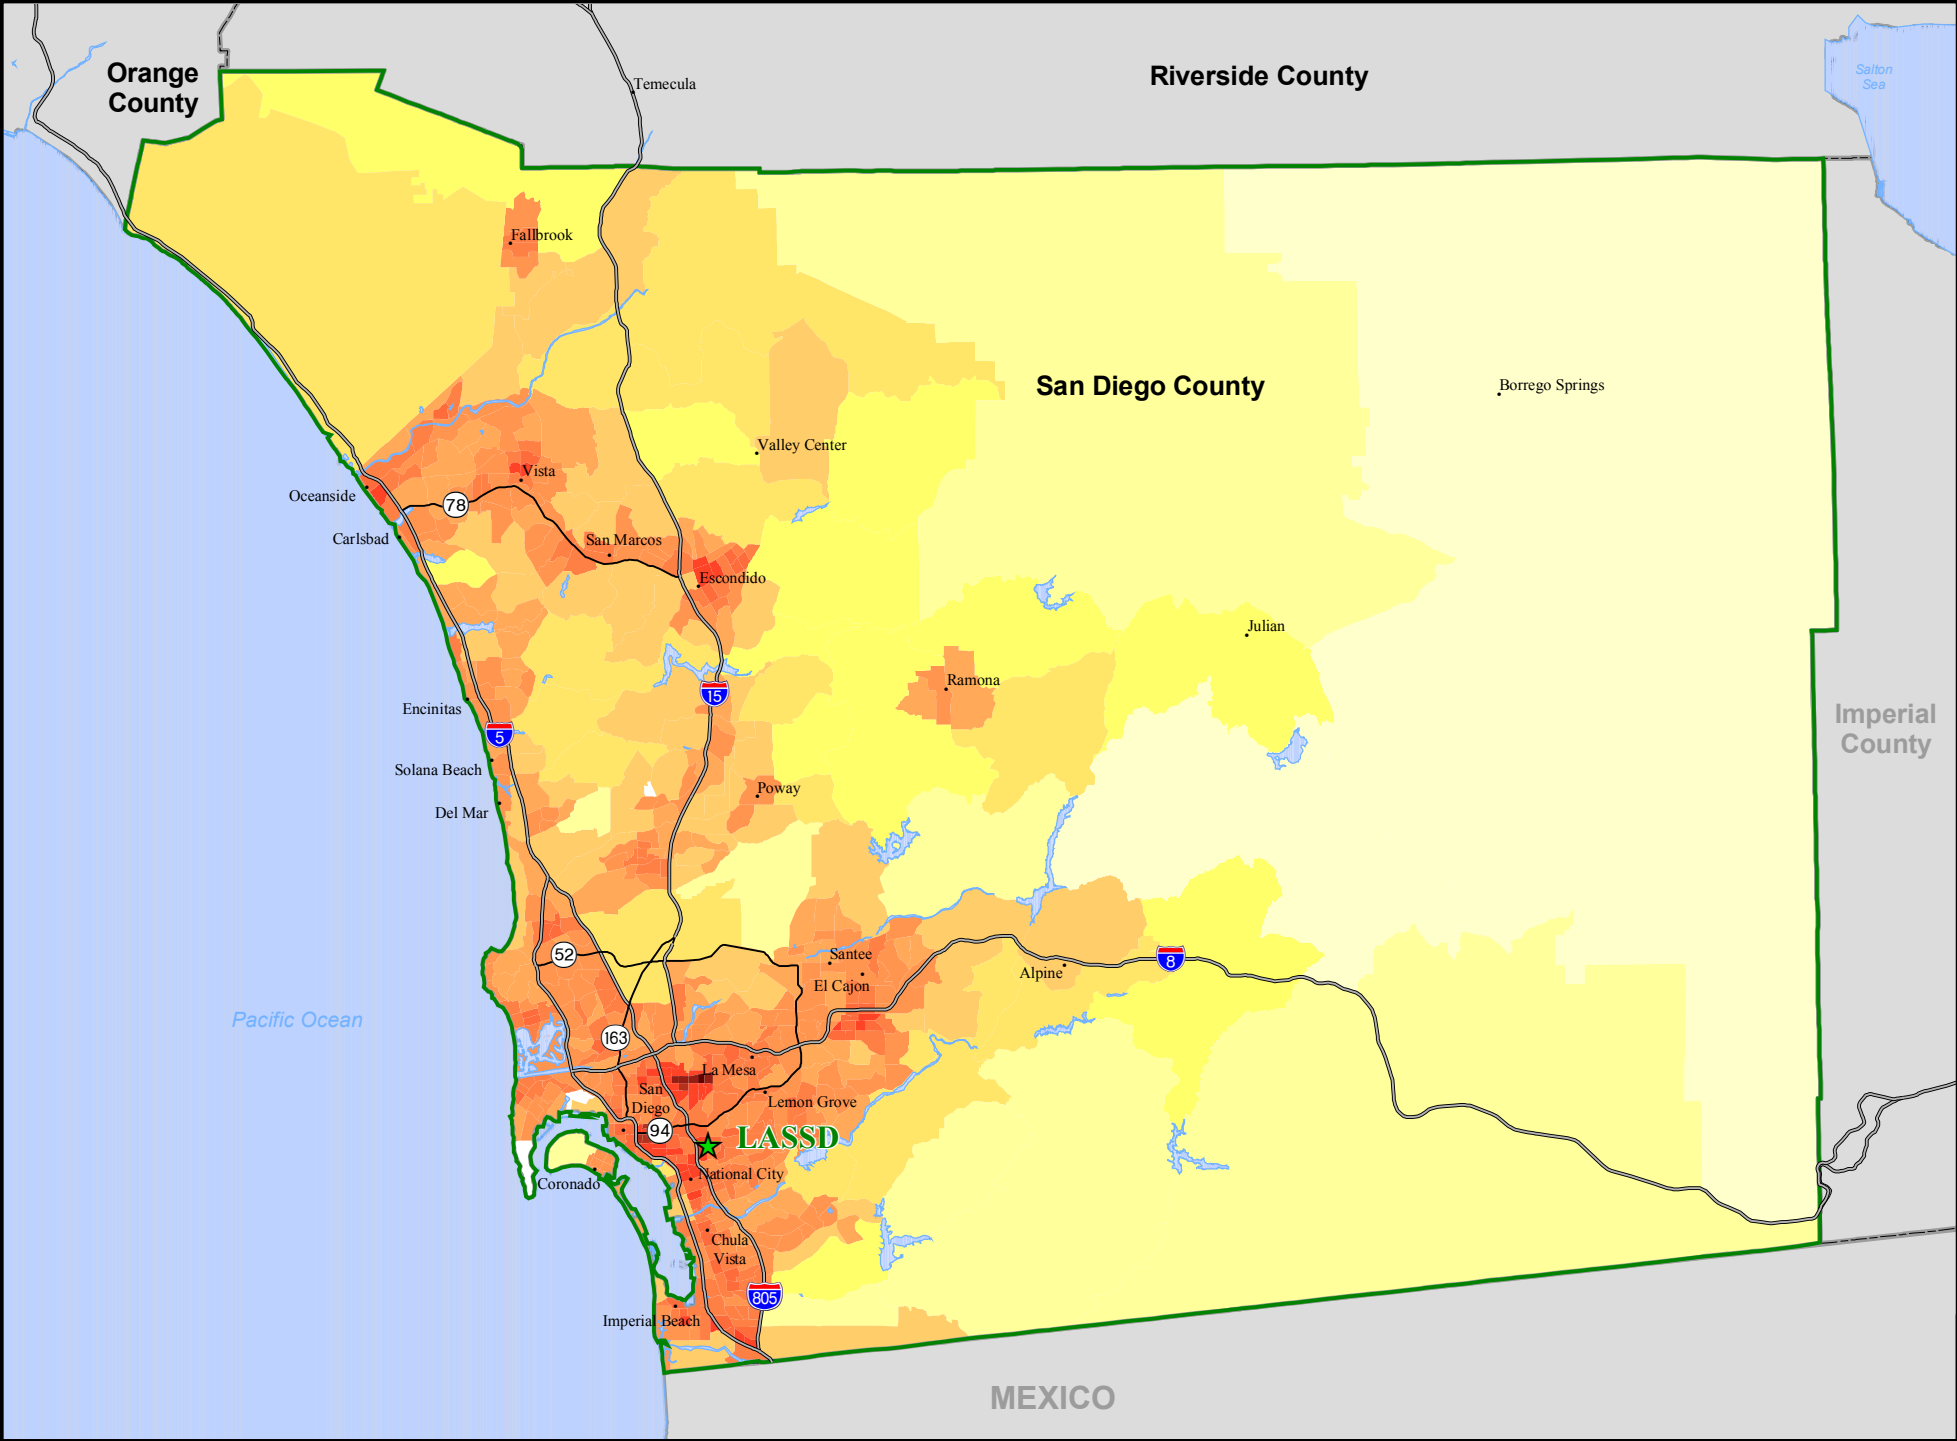 Orange
County
Temecula
Riverside County
Salton
Sea
Fallbrook
San Diego County
Borrego Springs
Valley Center
Vista
Oceanside
78
Carlsbad
San Marcos
Escondido
Julian
Ramona
15
Encinitas
Imperial
County
5
Solana Beach
Poway
Del Mar
52
Santee
8
Alpine
El Cajon
Pacific Ocean
163
La Mesa
San
Diego
Lemon Grove
94
LASSD
National City
Coronado
Chula
Vista
805
Imperial Beach
MEXICO